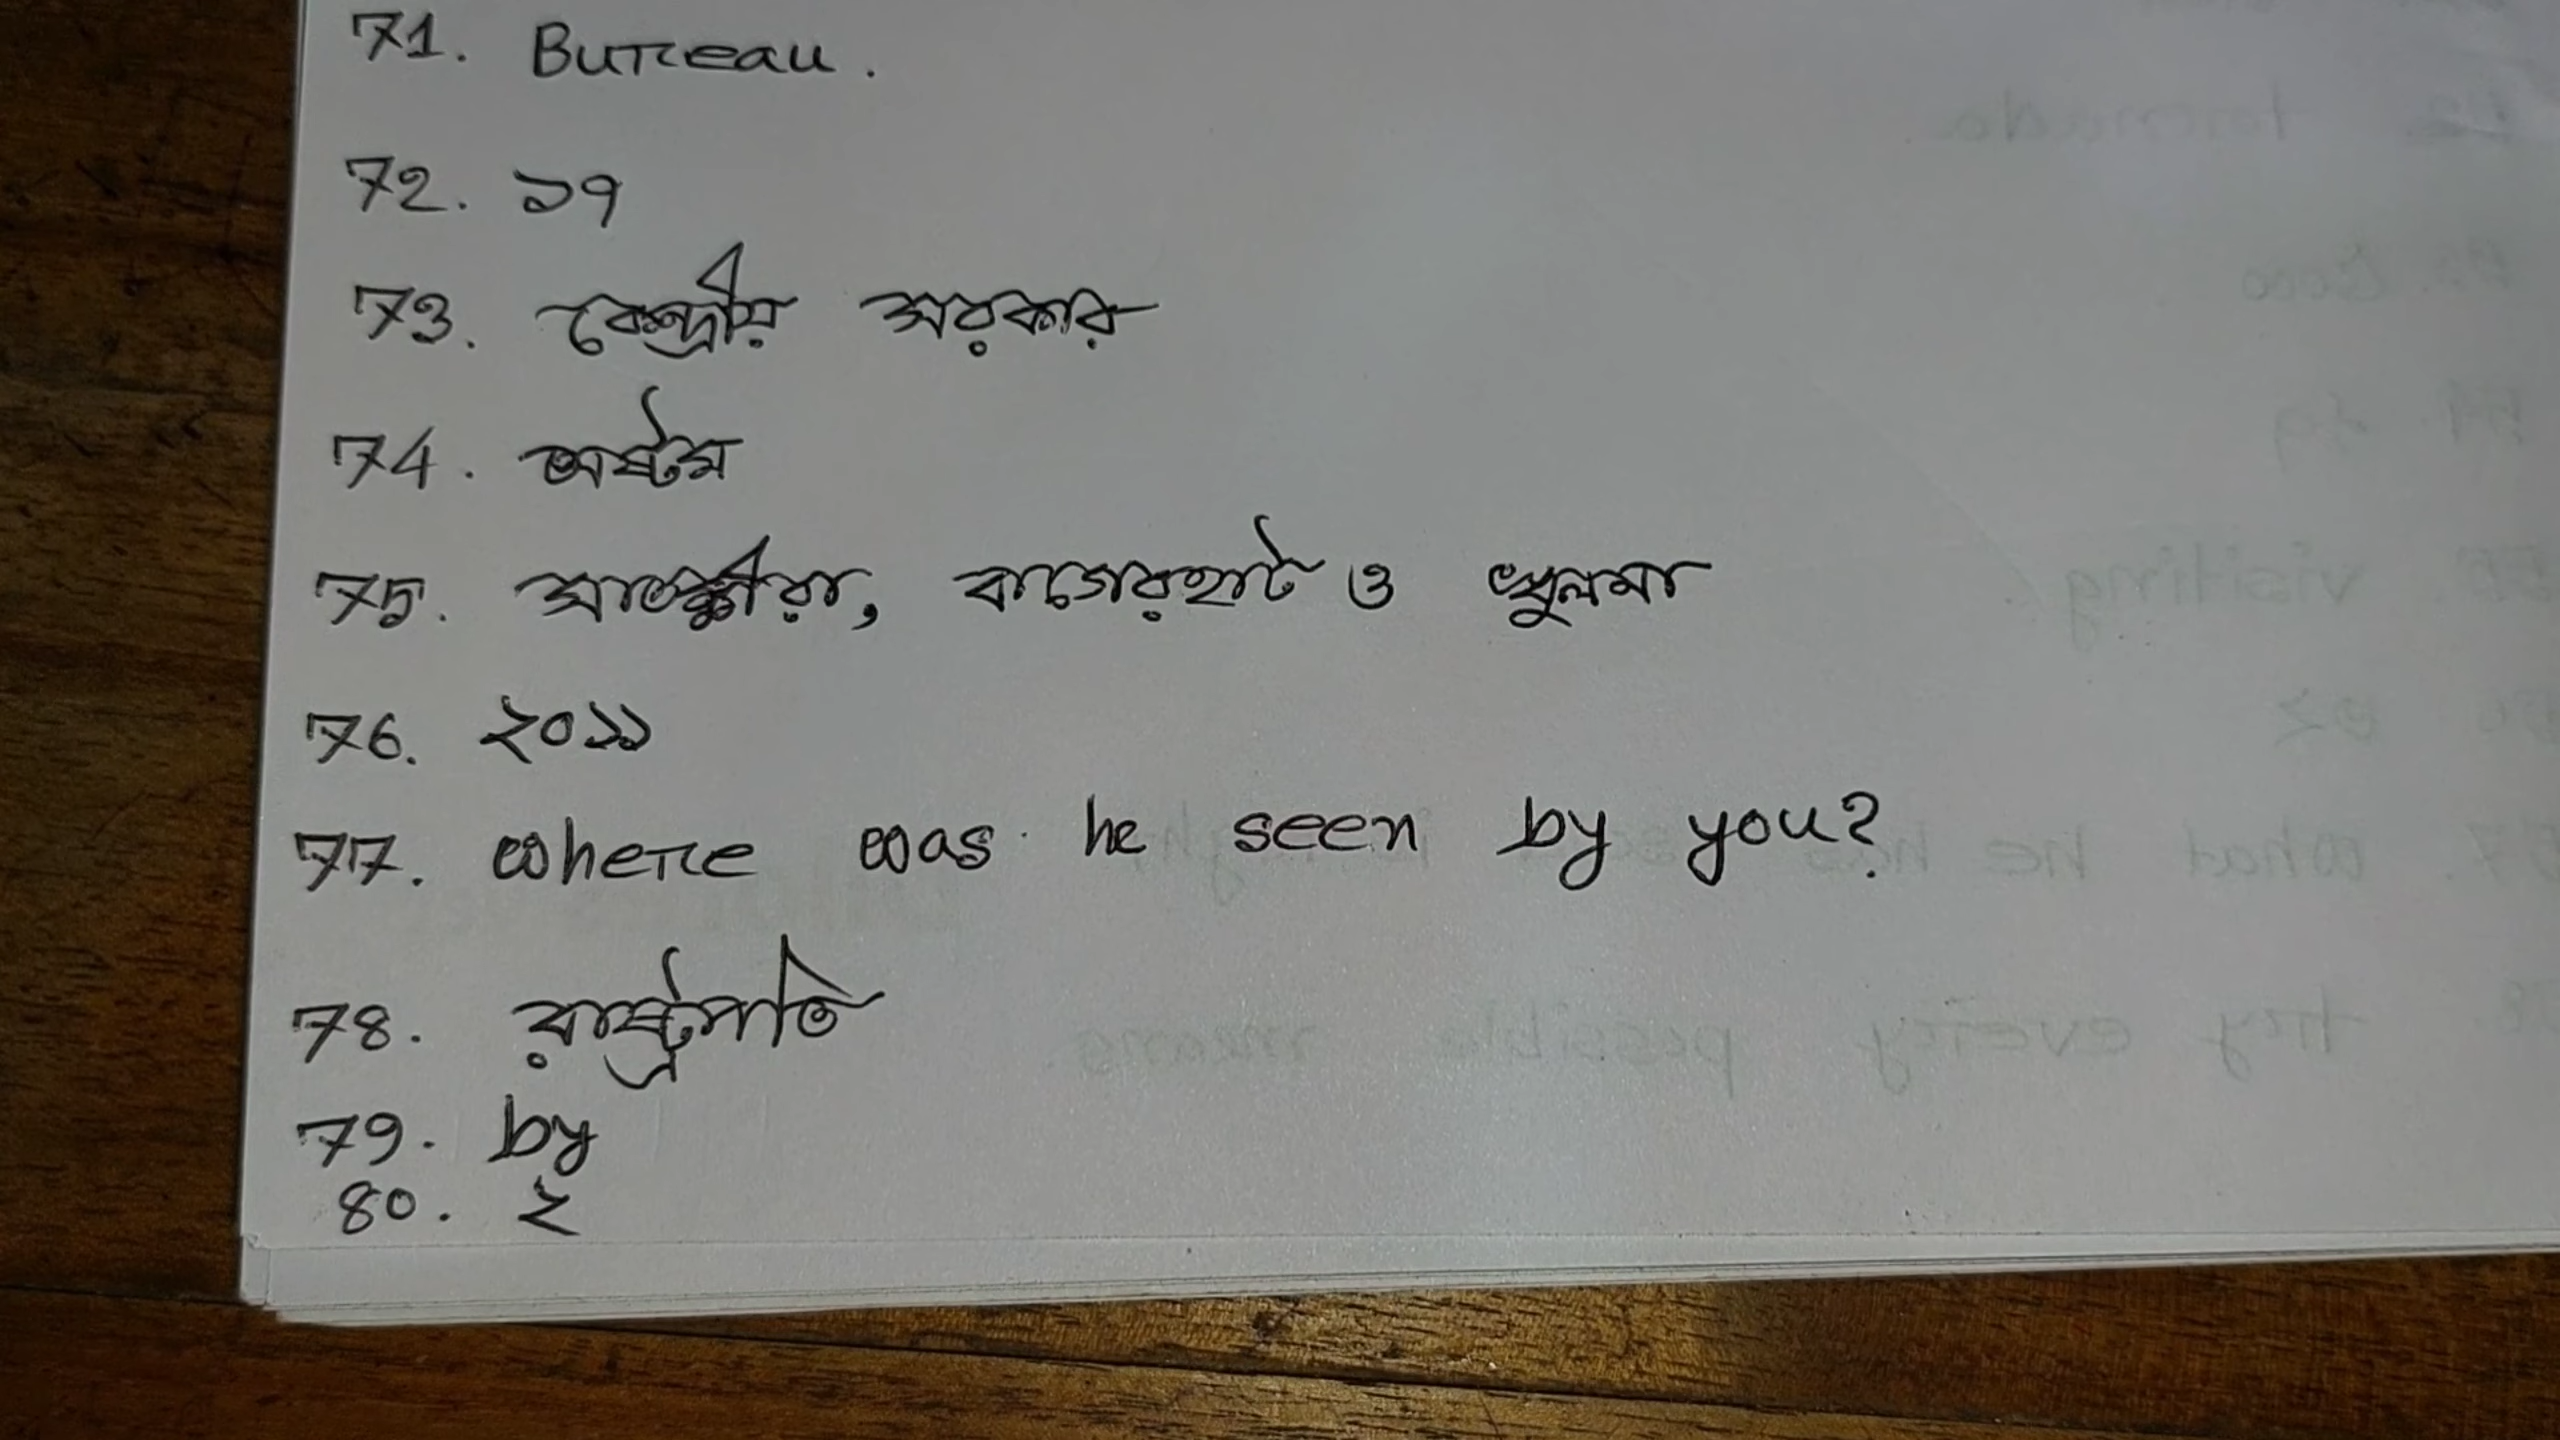 71. Bureau.
72. ১৭
73. কেন্দ্রীয় সরকার
74. অষ্টম
75. সাতক্ষীরা, বাগেরহাট ও খুলনা
76. ২০১১
77. Where was he seen by you?
78. রাষ্ট্রপতি
79. by
80. ২